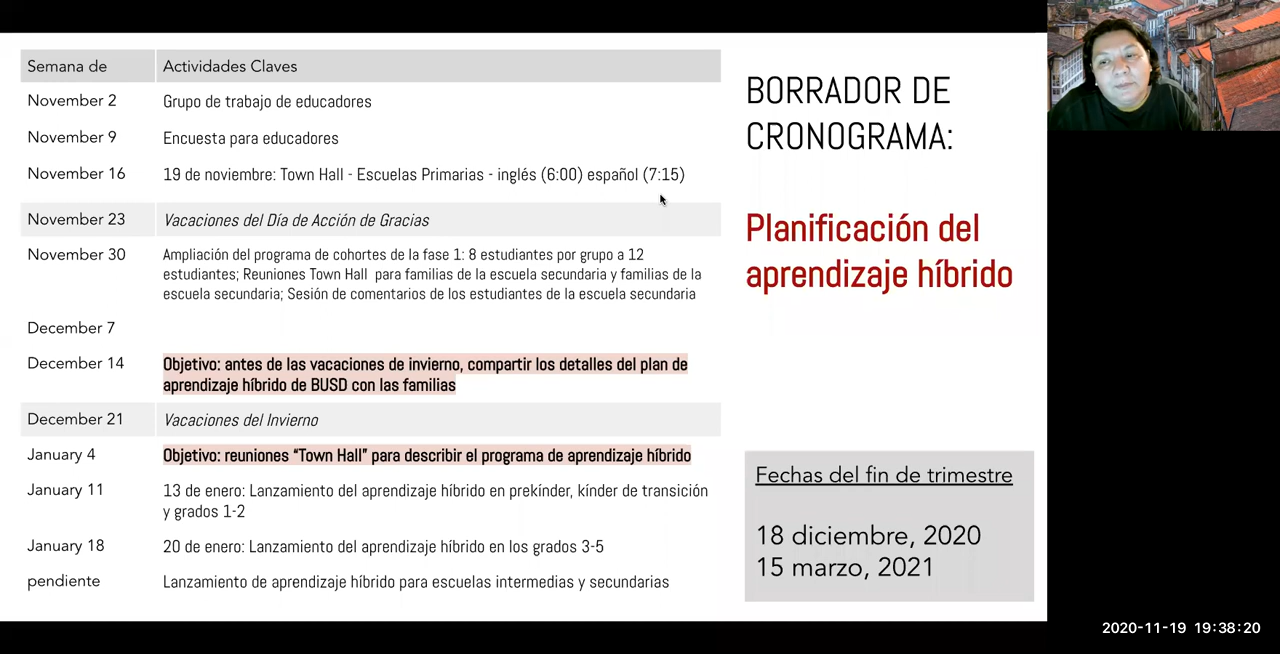 Semana de Actividades Claves
November 2 Grupo de trabajo de educadores
November 9 Encuesta para educadores
November 16 19 de noviembre: Town Hall - Escuelas Primarias - inglés (6:00) español (7:15)
November 23 Vacaciones del Día de Acción de Gracias
November 30 Ampliación del programa de cohortes de la fase 1: 8 estudiantes por grupo a 12
estudiantes; Reuniones Town Hall para familias de la escuela secundaria y familias de la
escuela secundaria; Sesión de comentarios de los estudiantes de la escuela secundaria
December 7
December 14 Objetivo: antes de las vacaciones de invierno, compartir los detalles del plan de
aprendizaje híbrido de BUSD con las familias
December 21 Vacaciones del Invierno
January 4 Objetivo: reuniones “Town Hall” para describir el programa de aprendizaje híbrido
January 11 13 de enero: Lanzamiento del aprendizaje híbrido en prekínder, kínder de transición
y grados 1-2
January 18 20 de enero: Lanzamiento del aprendizaje híbrido en los grados 3-5
pendiente Lanzamiento de aprendizaje híbrido para escuelas intermedias y secundarias
BORRADOR DE
CRONOGRAMA:
Planificación del
aprendizaje híbrido
Fechas del fin de trimestre
18 diciembre, 2020
15 marzo, 2021
2020-11-19 19:38:20